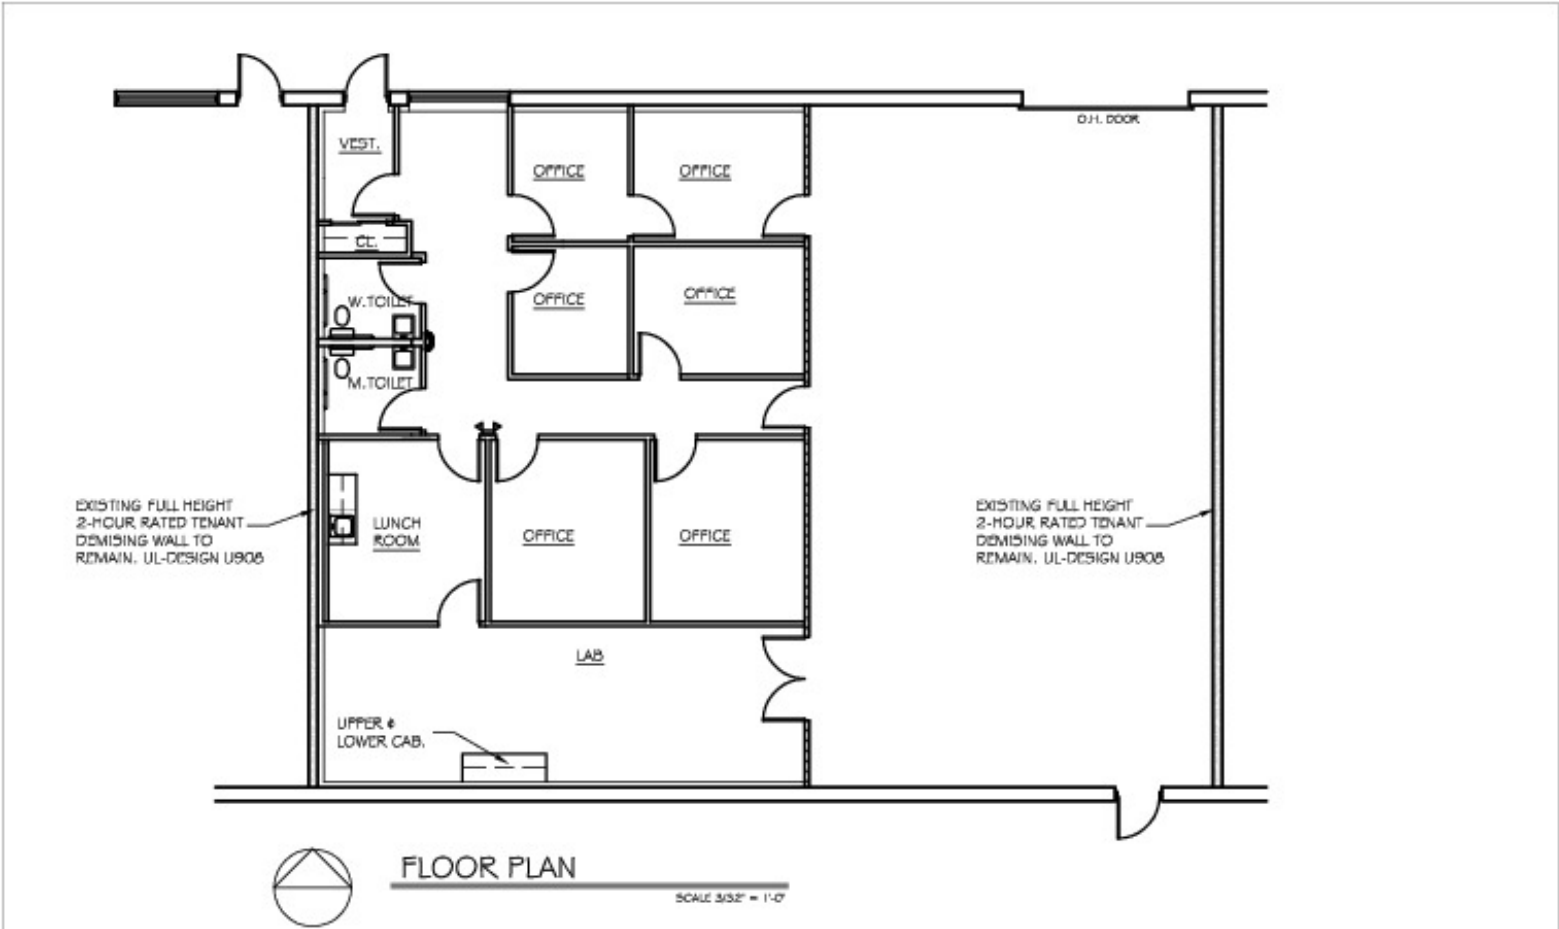 O.H. DOOR
VEST.
OFFICE
OFFICE
CL.
W.TOILET
OFFICE
OFFICE
M.TOILET
EXISTING FULL HEIGHT
2-HOUR RATED TENANT
DEMISING WALL TO
REMAIN. UL-DESIGN U908
LUNCH
ROOM
OFFICE
OFFICE
EXISTING FULL HEIGHT
2-HOUR RATED TENANT
DEMISING WALL TO
REMAIN. UL-DESIGN U908
LAB
UPPER &
LOWER CAB.
FLOOR PLAN
SCALE 3/32" = 1'-0"